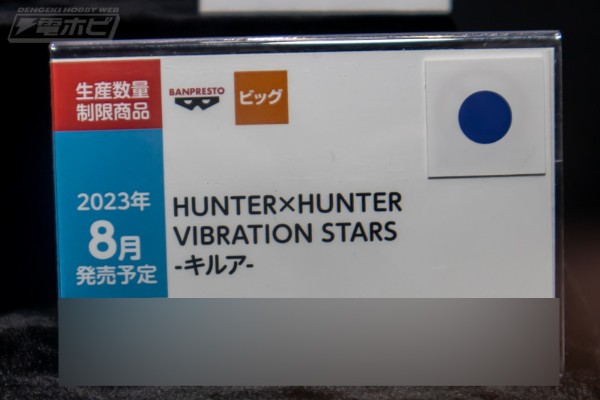 DENGEKI HOBBY WEB
電ホビ
生産数量
制限商品
BANPRESTO
ビッグ
2023年
8月
発売予定
HUNTER×HUNTER
VIBRATION STARS
-キルア-